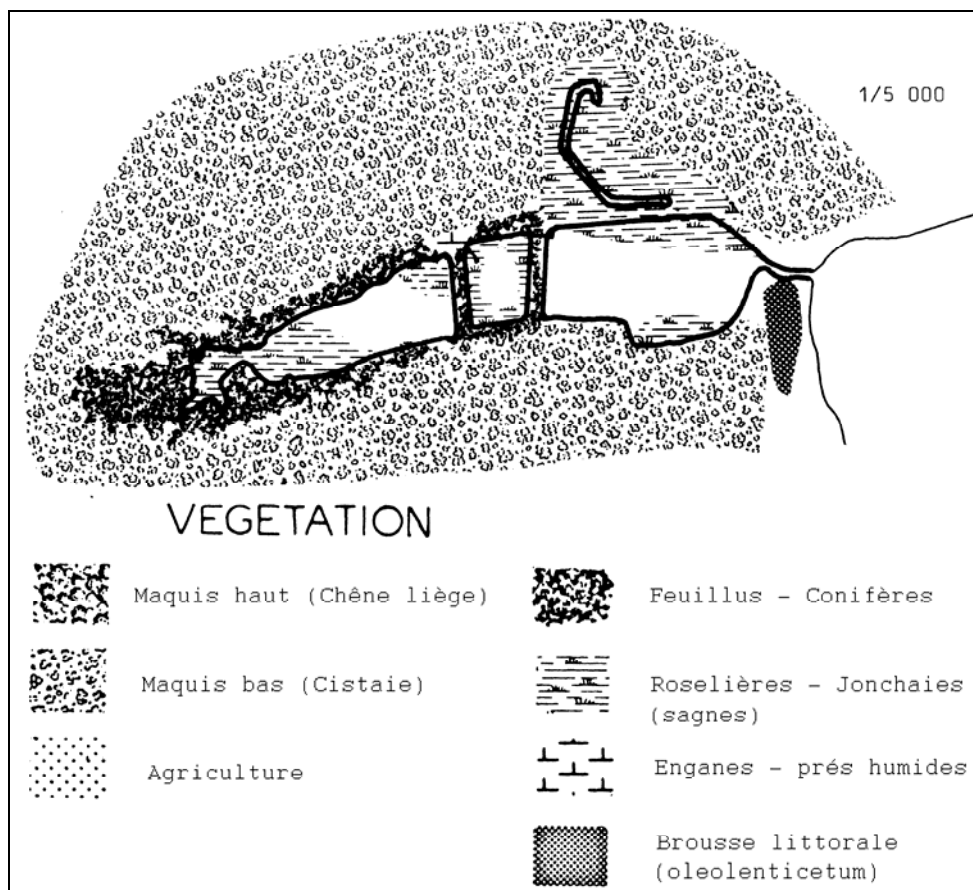 1/5 000
VEGETATION
Maquis haut (Chêne liège)
Maquis bas (Cistaie)
Agriculture
Feuillus - Conifères
Roselières - Jonchaies
(sagnes)
Enganes - prés humides
Brousse littorale
(oleolenticetum)